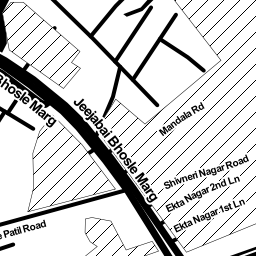 Bhosle Marg
Jeejabai Bhosle Marg
Mandala Rd
Shivneri Nagar Road
Ekta Nagar 2nd Ln
Ekta Nagar 1st Ln
Patil Road